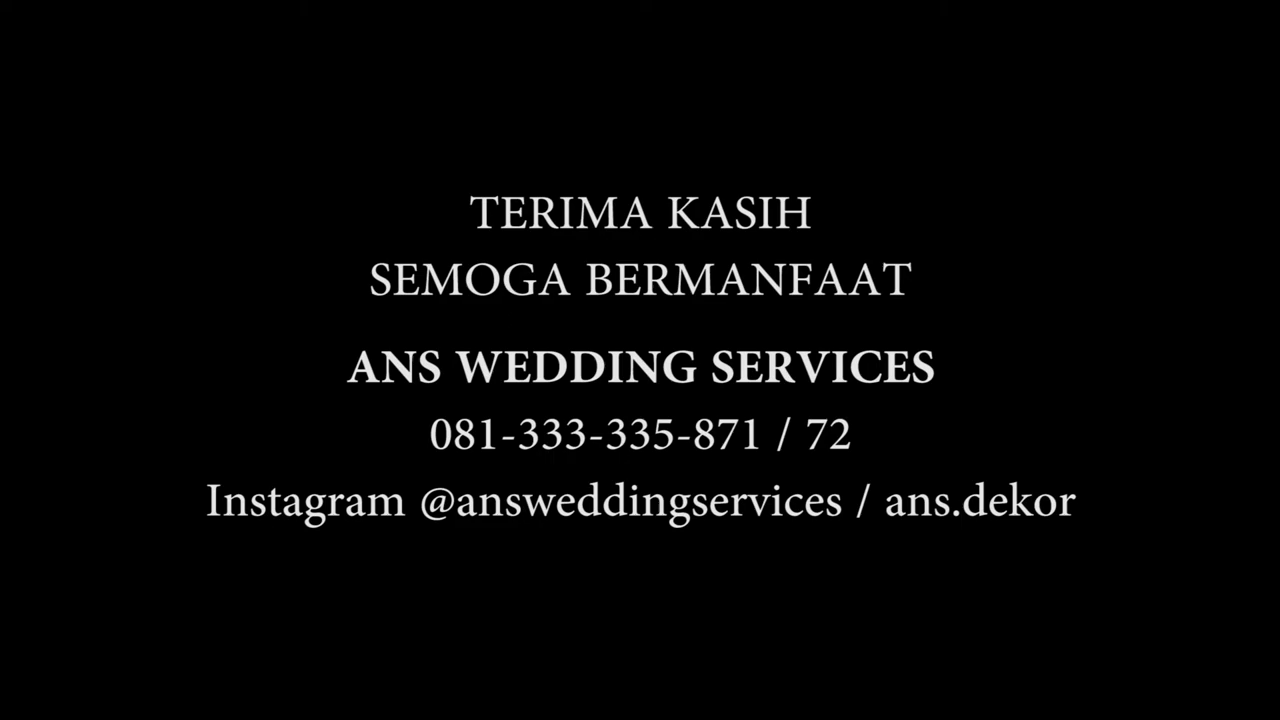 TERIMA KASIH
SEMOGA BERMANFAAT
ANS WEDDING SERVICES
081-333-335-871 / 72
Instagram @answeddingservices / ans.dekor